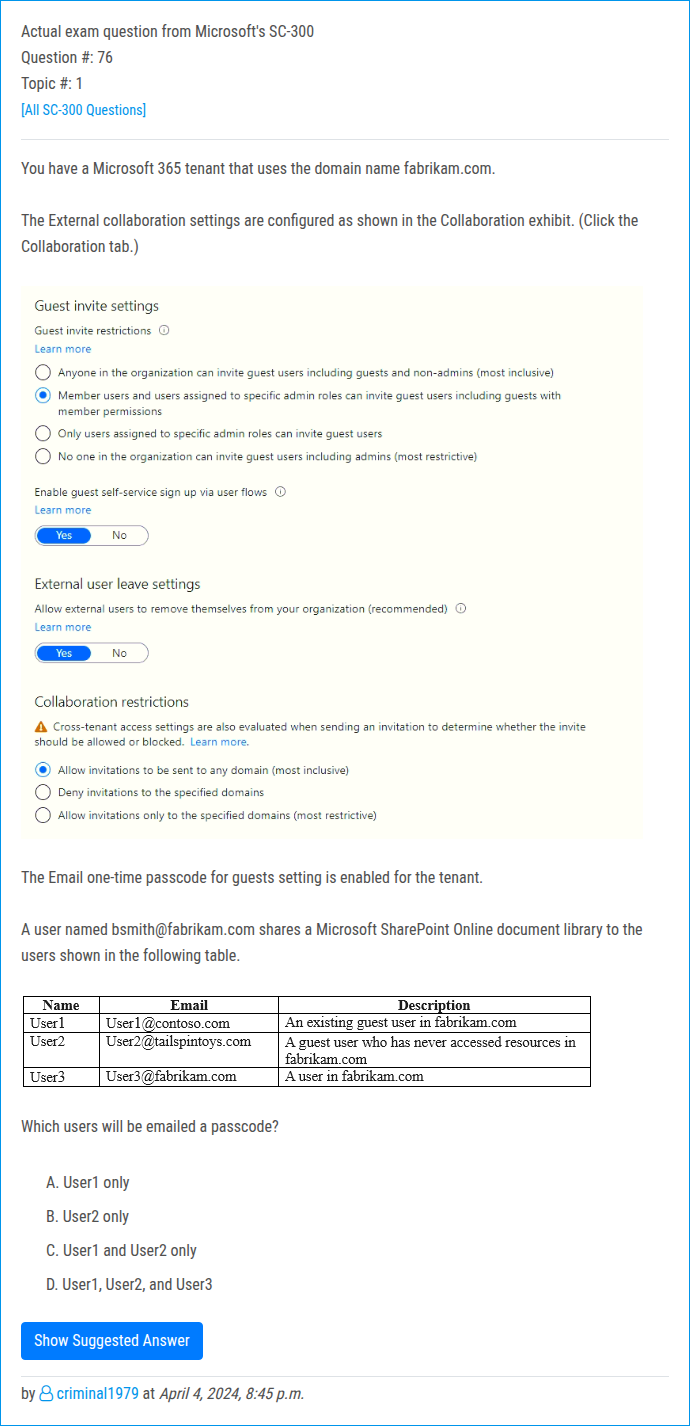 Actual exam question from Microsoft's SC-300
Question #: 76
Topic #: 1
[All SC-300 Questions]
You have a Microsoft 365 tenant that uses the domain name fabrikam.com.
The External collaboration settings are configured as shown in the Collaboration exhibit. (Click the
Collaboration tab.)
Guest invite settings
Guest invite restrictions
Learn more
Anyone in the organization can invite guest users including guests and non-admins (most inclusive)
Member users and users assigned to specific admin roles can invite guest users including guests with
member permissions
Only users assigned to specific admin roles can invite guest users
No one in the organization can invite guest users including admins (most restrictive)
Enable guest self-service sign up via user flows
Learn more
Yes No
External user leave settings
Allow external users to remove themselves from your organization (recommended)
Learn more
Yes No
Collaboration restrictions
Cross-tenant access settings are also evaluated when sending an invitation to determine whether the invite
should be allowed or blocked. Learn more.
Allow invitations to be sent to any domain (most inclusive)
Deny invitations to the specified domains
Allow invitations only to the specified domains (most restrictive)
The Email one-time passcode for guests setting is enabled for the tenant.
A user named bsmith@fabrikam.com shares a Microsoft SharePoint Online document library to the
users shown in the following table.
Name Email Description
User1 User1@contoso.com An existing guest user in fabrikam.com
User2 User2@tailspintoys.com A guest user who has never accessed resources in
fabrikam.com
User3 User3@fabrikam.com A user in fabrikam.com
Which users will be emailed a passcode?
A. User1 only
B. User2 only
C. User1 and User2 only
D. User1, User2, and User3
Show Suggested Answer
by criminal1979 at April 4, 2024, 8:45 p.m.